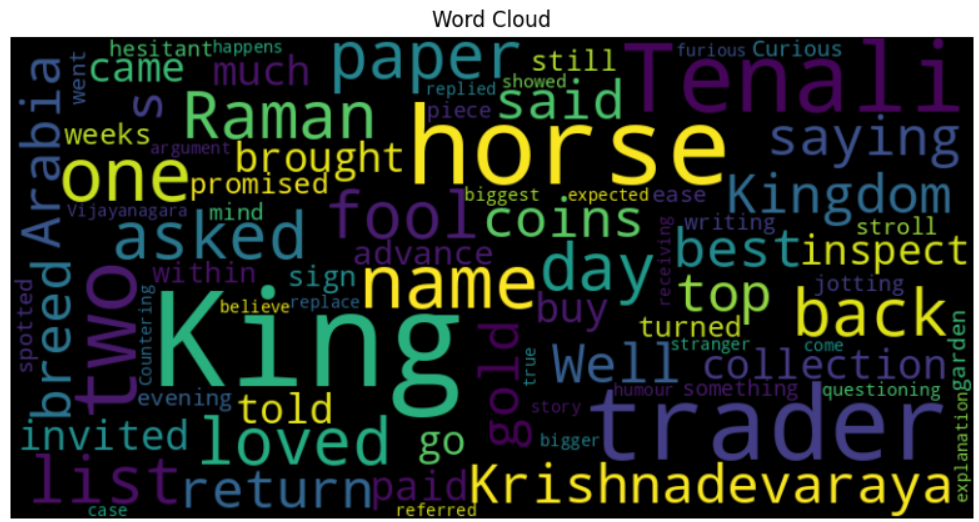 Word Cloud
hesitant happens paper still Tenali furious Curious
went came much replied showed
s Raman piece said
weeks argument horse saying
Arabia one brought
promised biggest expected ease Kingdom
Vijayanagara mind fool coins writing stroll
asked advance day best inspect
within sign name receiving jotting
spotted breed two King believe replace buy top back
Countering turned
stranger come garden
evening gold true Well collection
told humour something questioning
invited loved go story bigger trader explanation
list return paid Krishnadevaraya
case referred